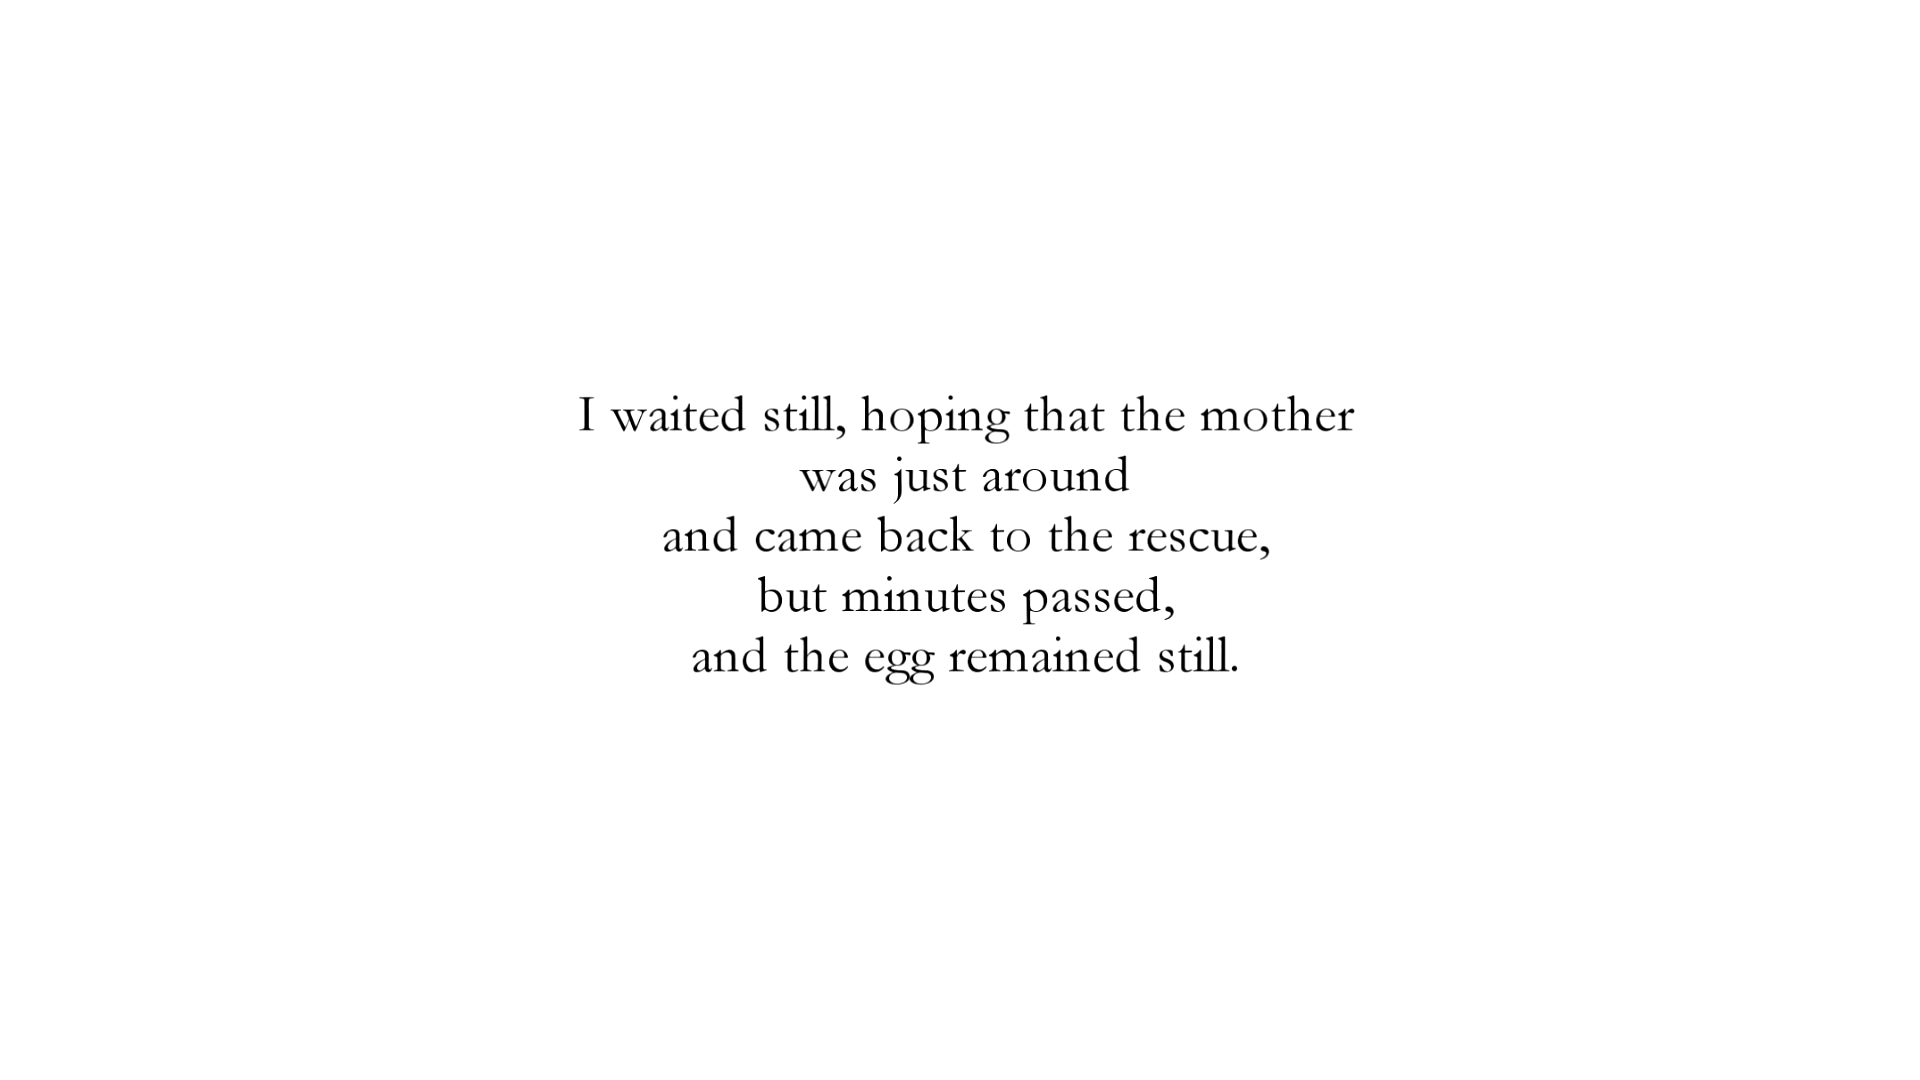 I waited still, hoping that the mother
was just around
and came back to the rescue,
but minutes passed,
and the egg remained still.